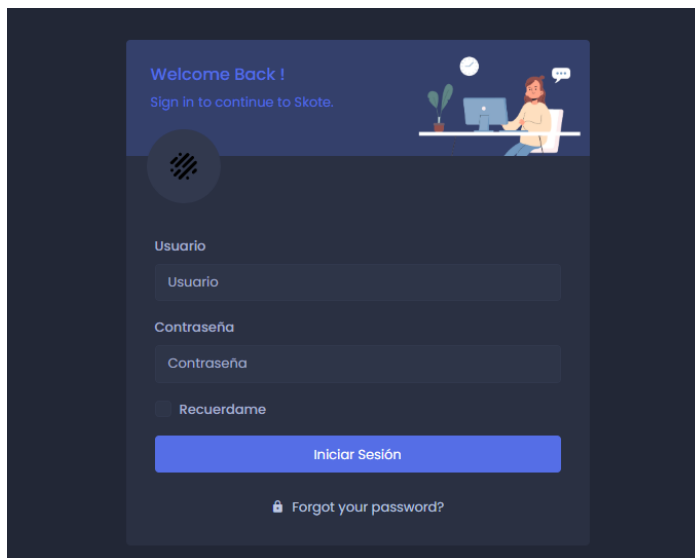 Welcome Back !
Sign in to continue to Skote.
Usuario
Usuario
Contraseña
Contraseña
Recuerdame
Iniciar Sesión
Forgot your password?